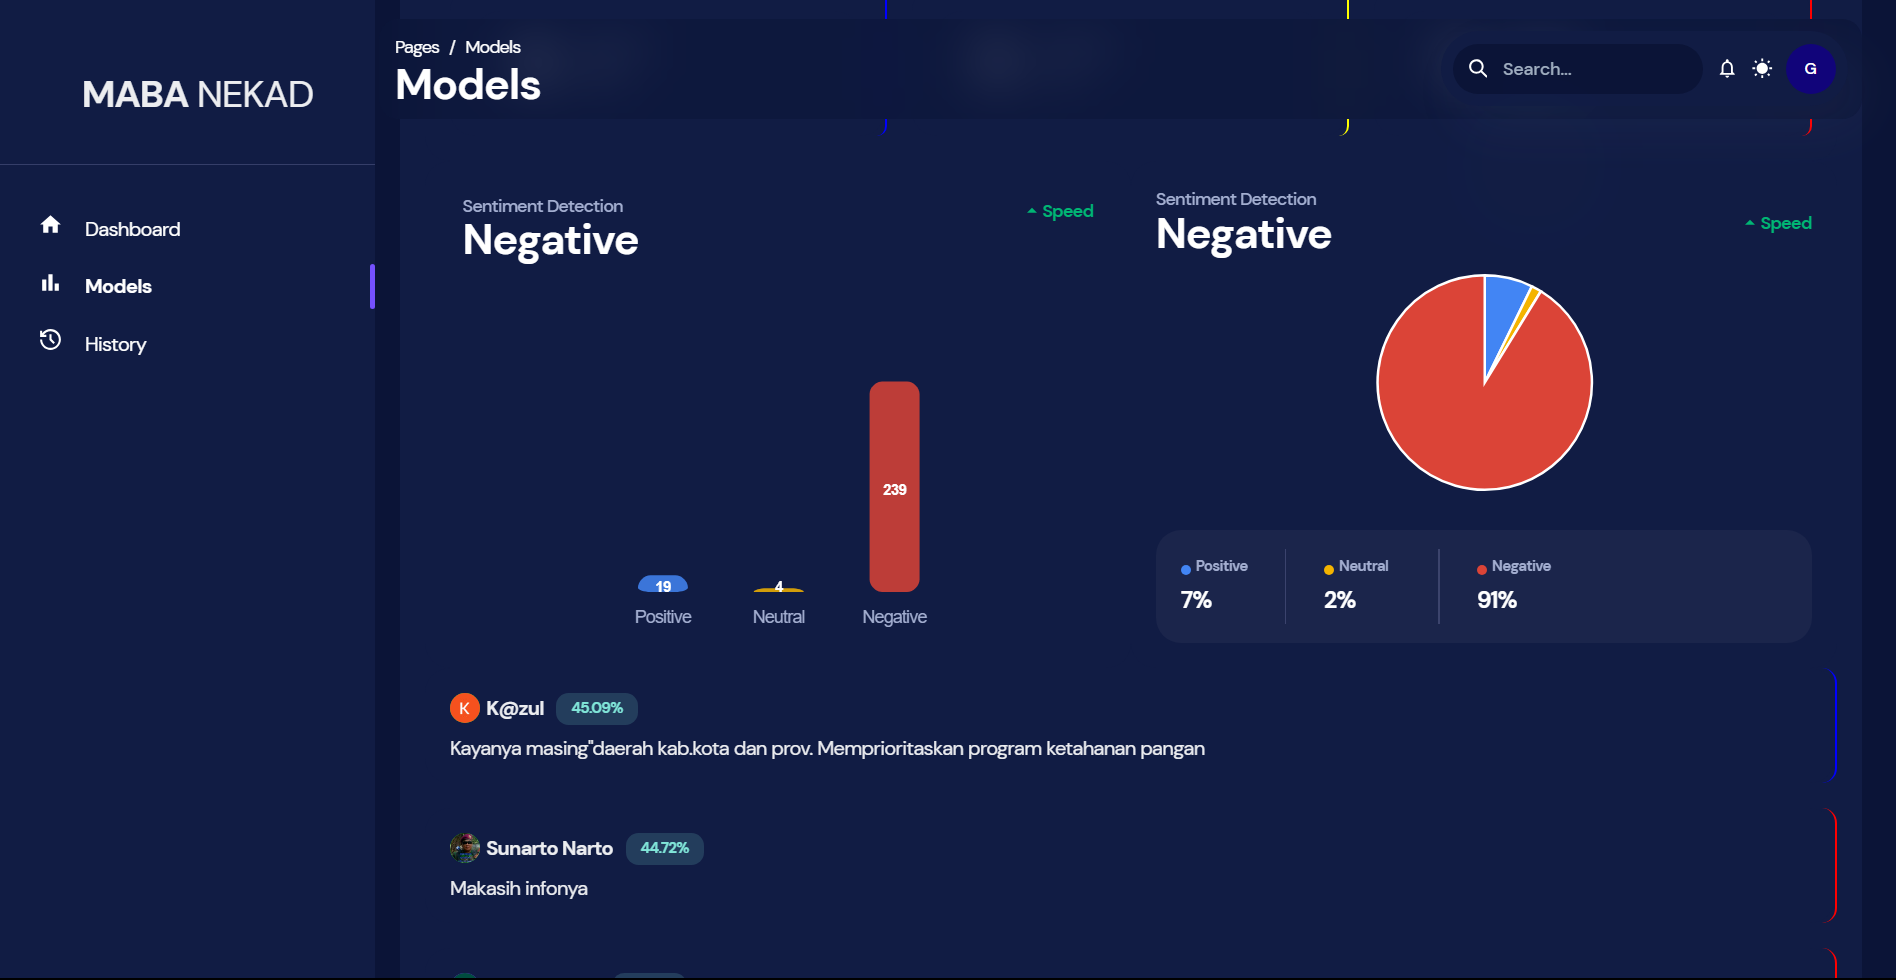 MABA NEKAD
Dashboard
Models
History
Pages / Models
Models
Search...
G
Sentiment Detection
Negative
Speed
239
19
4
Positive
Neutral
Negative
Sentiment Detection
Negative
Speed
Positive
Neutral
Negative
7%
2%
91%
K
K@zul
45.09%
Kayanya masing"daerah kab.kota dan prov. Memprioritaskan program ketahanan pangan
Sunarto Narto
44.72%
Makasih infonya